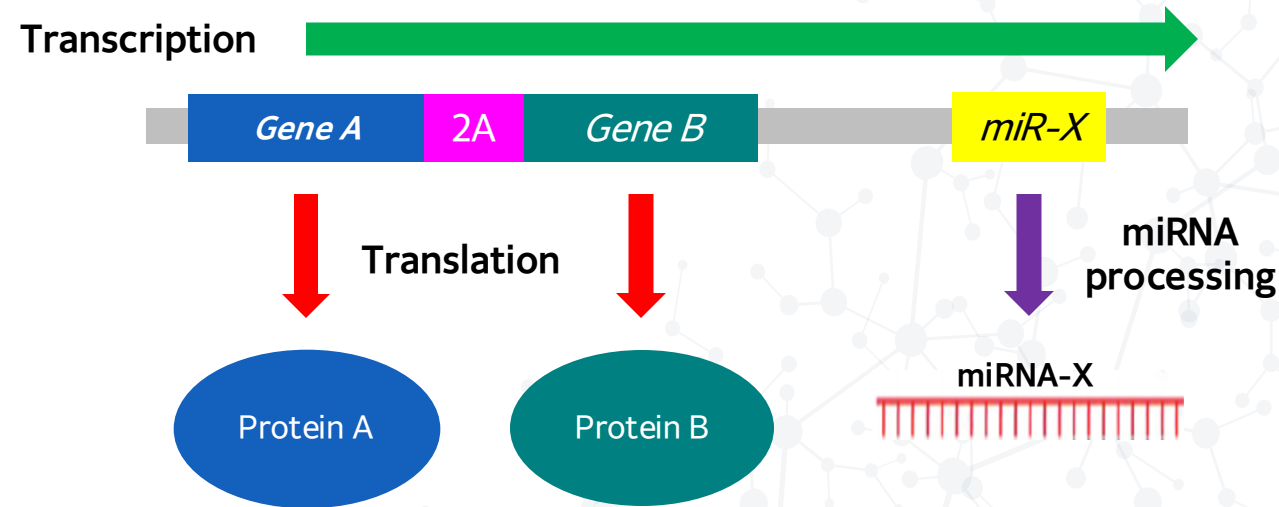 Transcription
Gene A
2A
Gene B
miR-X
Translation
miRNA
processing
miRNA-X
Protein A
Protein B